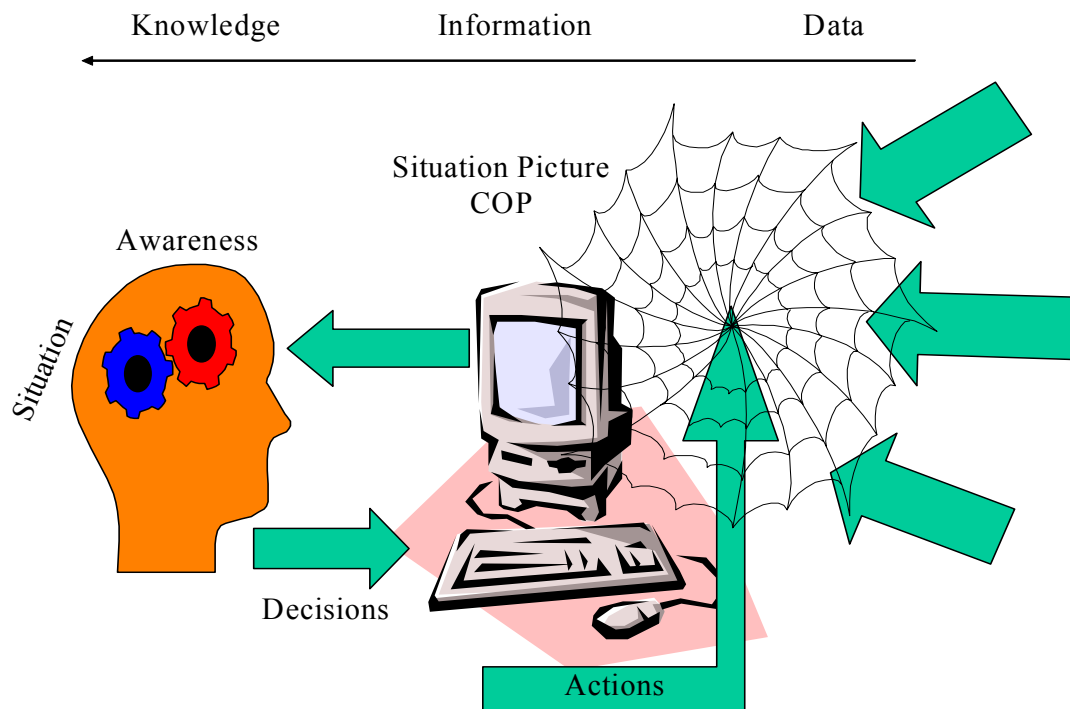 Knowledge Information Data
Situation Picture
COP
Awareness
Situation
Decisions
Actions